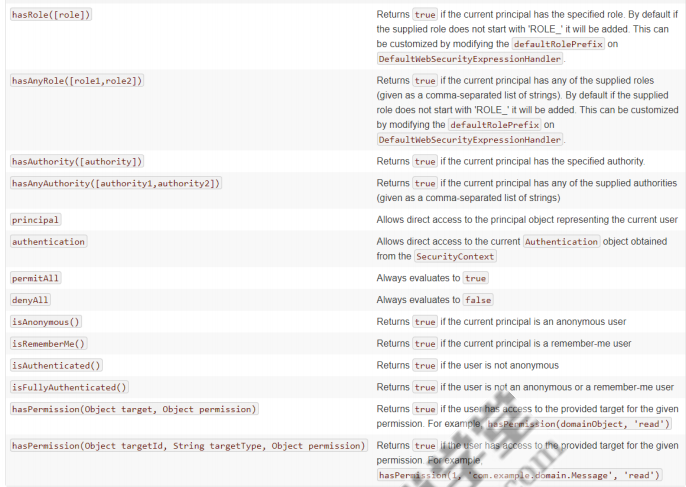 hasRole([role])
Returns true if the current principal has the specified role. By default if
the supplied role does not start with 'ROLE_' it will be added. This can
be customized by modifying the defaultRolePrefix on
DefaultWebSecurityExpressionHandler.
hasAnyRole([role1,role2])
Returns true if the current principal has any of the supplied roles
(given as a comma-separated list of strings). By default if the supplied
role does not start with 'ROLE_' it will be added. This can be customized
by modifying the defaultRolePrefix on
DefaultWebSecurityExpressionHandler.
hasAuthority([authority])
Returns true if the current principal has the specified authority.
hasAnyAuthority([authority1,authority2])
Returns true if the current principal has any of the supplied authorities
(given as a comma-separated list of strings)
principal
Allows direct access to the principal object representing the current user
authentication
Allows direct access to the current Authentication object obtained
from the SecurityContext
permitAll
Always evaluates to true
denyAll
Always evaluates to false
isAnonymous()
Returns true if the current principal is an anonymous user
isRememberMe()
Returns true if the current principal is a remember-me user
isAuthenticated()
Returns true if the user is not anonymous
isFullyAuthenticated()
Returns true if the user is not an anonymous or a remember-me user
hasPermission(Object target, Object permission)
Returns true if the user has access to the provided target for the given
permission. For example, hasPermission(domainObject, 'read')
hasPermission(Object targetId, String targetType, Object permission)
Returns true if the user has access to the provided target for the given
permission. For example,
hasPermission(1, 'com.example.domain.Message', 'read')